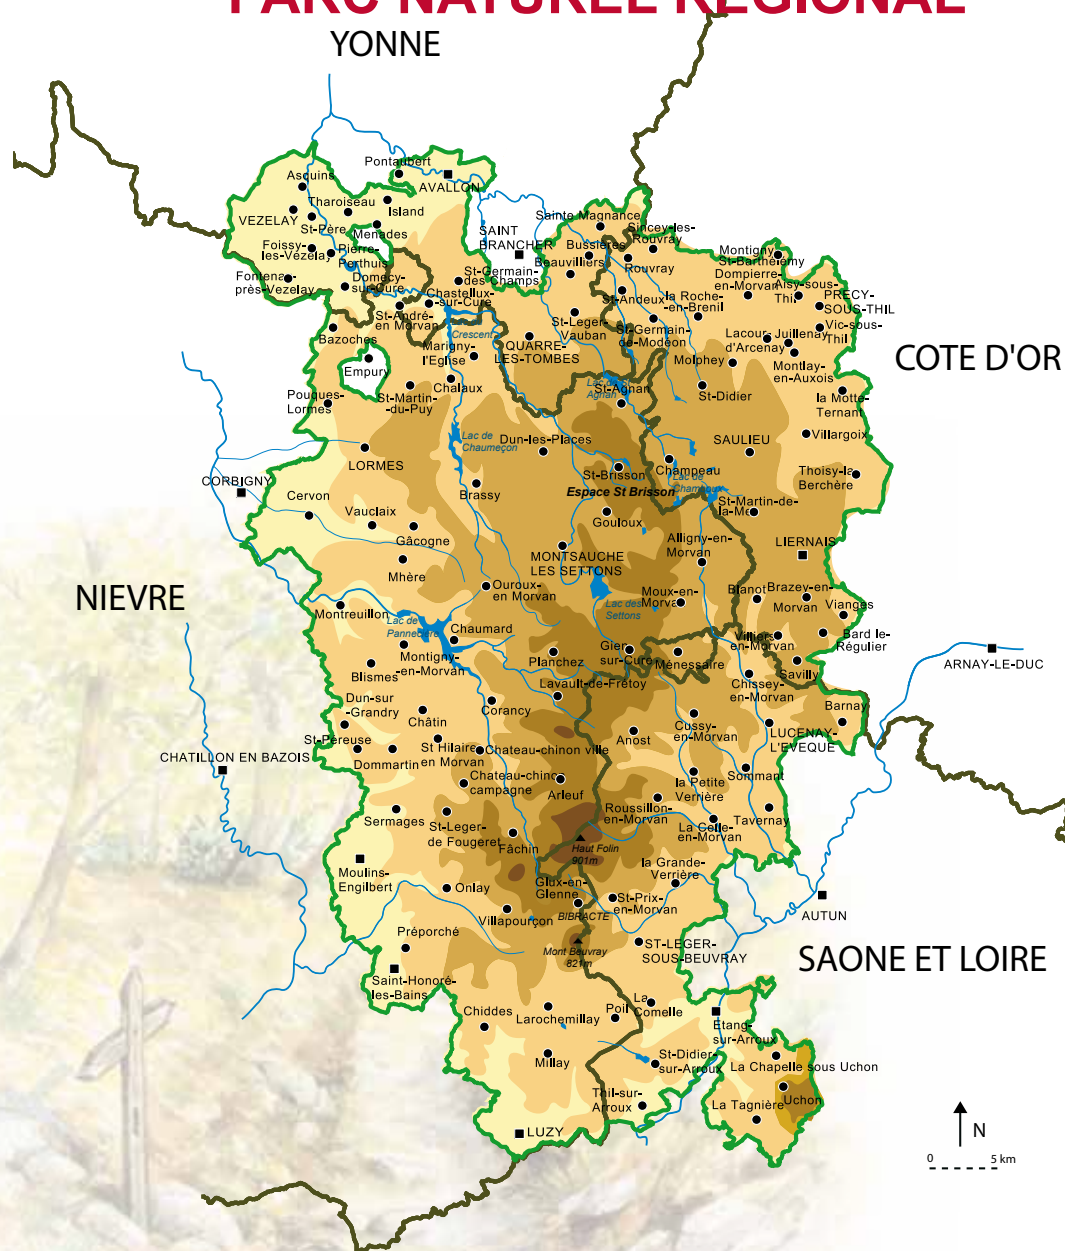 PARC NATUREL REGIONAL
YONNE
Pontaubert
AVALLON
Asquins
Tharoiseau
Island
VEZELAY
St-Père
Menades
SAINT
BRANCHER
Sainte Magnance
Sincey-les-
Rouvray
Bussières
Foissy-
les-Vézelay
Pierre-
Perthuis
Beauvilliers
Rouvray
Montigny-
St-Barthélémy
Fontenay-
près-Vezelay
Domecy-
sur-Cure
St-Germain-
des Champs
Dompierre-
en-Morvan
Aisy-sous-
Thil
Chastellux-
sur-Cure
St-Andeux
la Roche-
en-Brenil
PRECY-
SOUS-THIL
St-André-
en Morvan
St-Leger-
Vauban
St-Germain-
de-Modéon
Vic-sous-
Thil
Bazoches
Crescent
Marigny-
l'Eglise
QUARRE-
LES-TOMBES
Lacour-
d'Arcenay
Juillenay
COTE D'OR
Empury
Molphey
Montlay-
en-Auxois
Chalaux
St-Martin-
du-Puy
Lac de St
Agnan
St-Agnan
St-Didier
la Motte-
Ternant
Pouques-
Lormes
Lac de
Chaumeçon
Dun-les-Places
SAULIEU
Villargoix
LORMES
St-Brisson
Champeau
Thoisy-la-
Berchère
CORBIGNY
Cervon
Brassy
Espace St Brisson
Lac de
Chamboux
St-Martin-de-
la-Mer
Vauclaix
Gâcogne
Gouloux
Alligny-en-
Morvan
LIERNAIS
Mhère
MONTSAUCHE
LES SETTONS
NIEVRE
Ouroux-
en Morvan
Lac des
Settons
Moux-en-
Morvan
Blanot
Brazey-en-
Morvan
Vianges
Montreuillon
Lac de
Pannecière
Chaumard
Villiers-
en-Morvan
Bard le-
Régulier
Montigny-
en-Morvan
Planchez
Gien-
sur-Cure
Ménessaire
ARNAY-LE-DUC
Blismes
Lavault-de-Frétoy
Chissey-
en-Morvan
Savilly
Dun-sur
-Grandry
Châtin
Corancy
Cussy-
en-Morvan
Barnay
LUCENAY-
L'EVEQUE
St-Péreuse
Dommartin
St Hilaire
en Morvan
Chateau-chinon ville
Anost
CHATILLON EN BAZOIS
Chateau-chinon
campagne
Arleuf
la Petite
Verrière
Sommant
Sermages
St-Leger-
de Fougeret
Roussillon-
en-Morvan
La Celle-
en-Morvan
Tavernay
Fâchin
Haut Folin
901m
Moulins-
Engilbert
Onlay
Glux-en-
Glenne
la Grande-
Verrière
St-Prix-
en-Morvan
Villapourçon
BIBRACTE
AUTUN
Préporché
Mont Beuvray
821m
ST-LEGER-
SOUS-BEUVRAY
SAONE ET LOIRE
Saint-Honoré-
les-Bains
Chiddes
Larochemillay
Poil
La
Comelle
Etang-
sur-Arroux
Millay
St-Didier-
sur-Arroux
La Chapelle sous Uchon
Thil-sur-
Arroux
La Tagnière
Uchon
LUZY
N
0 5 km